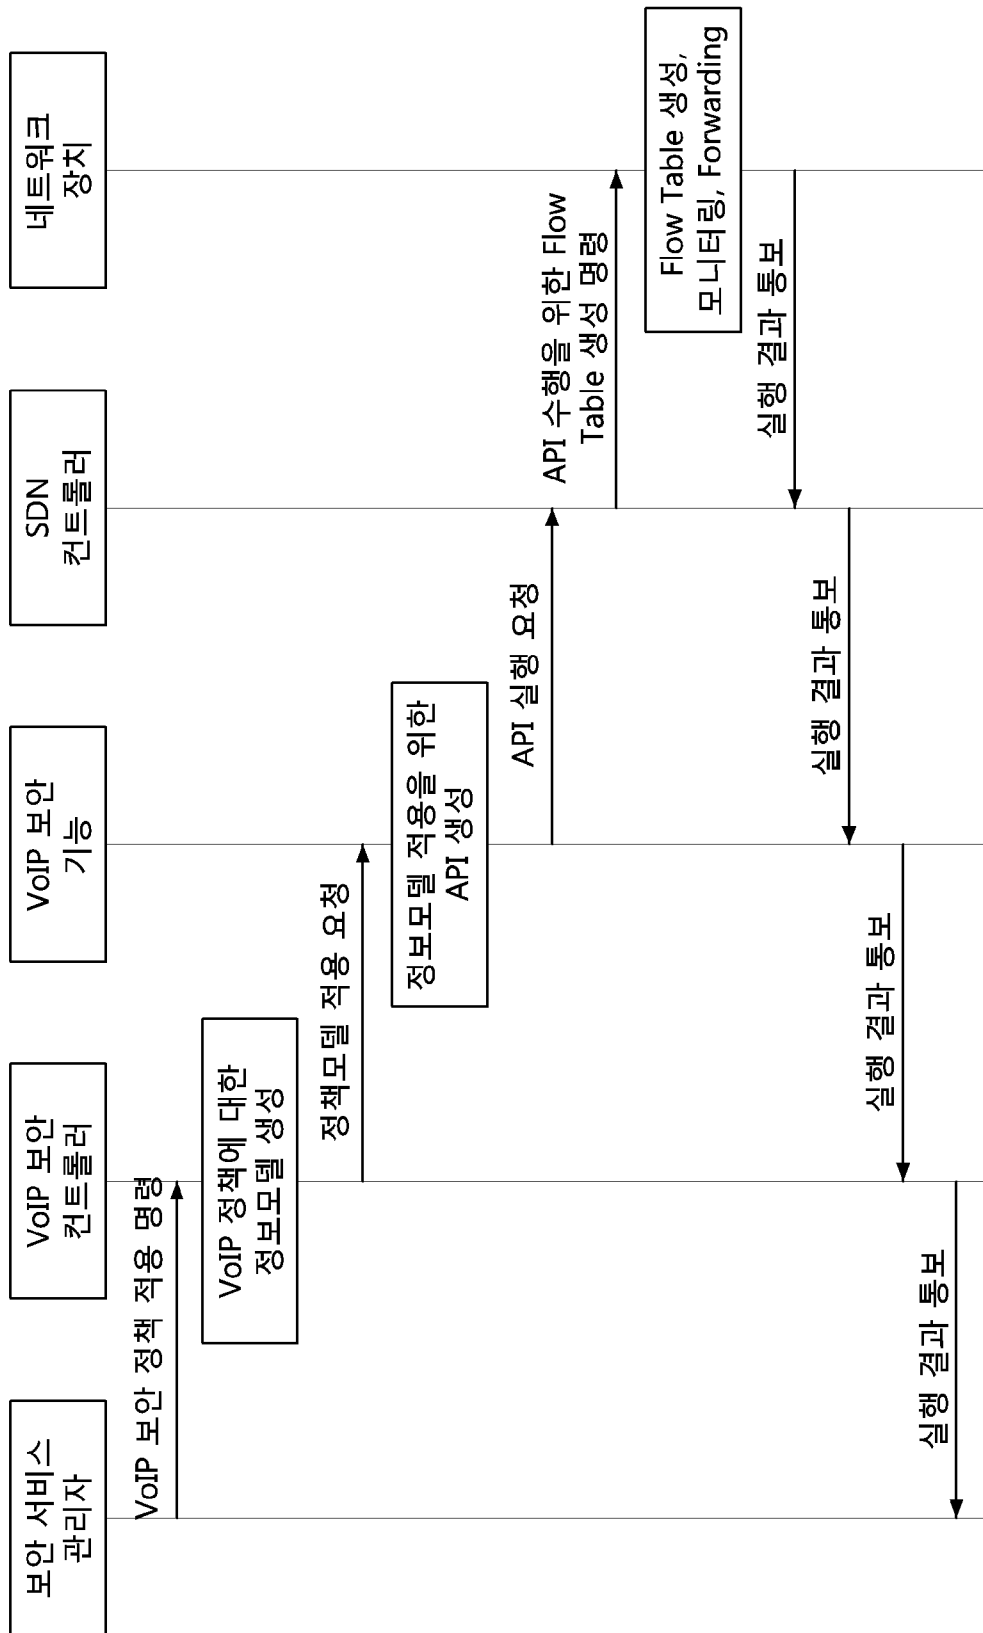 보안 서비스
관리자
VoIP 보안
컨트롤러
VoIP 보안
기능
SDN
컨트롤러
네트워크
장치
VoIP 보안 정책 적용 명령
VoIP 정책에 대한
정보모델 생성
정책모델 적용 요청
정보모델 적용을 위한
API 생성
API 실행 요청
API 수행을 위한 Flow
Table 생성 명령
Flow Table 생성,
모니터링, Forwarding
실행 결과 통보
실행 결과 통보
실행 결과 통보
실행 결과 통보